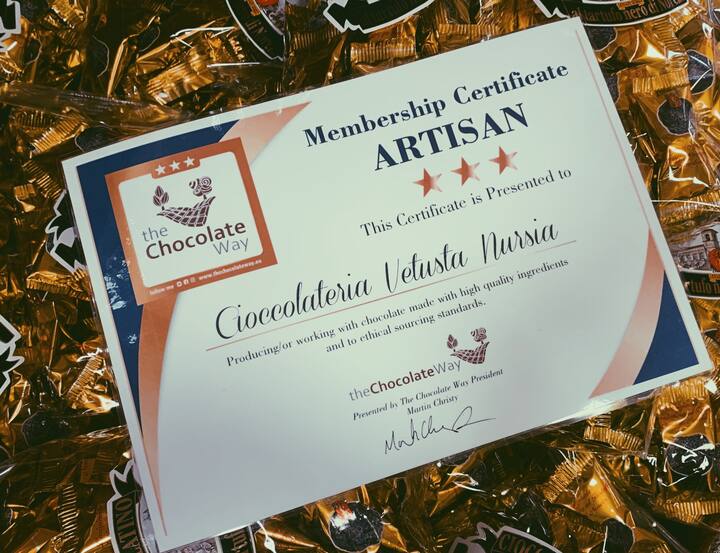 Membership Certificate
ARTISAN
the
Chocolate
Way
follow me www.thechocolateway.eu
This Certificate is Presented to
Cioccolateria Vetusta Nursia
Producing/or working with chocolate made with high quality ingredients
and to ethical sourcing standards.
theChocolateWay
Presented by The Chocolate Way President
Martin Christy